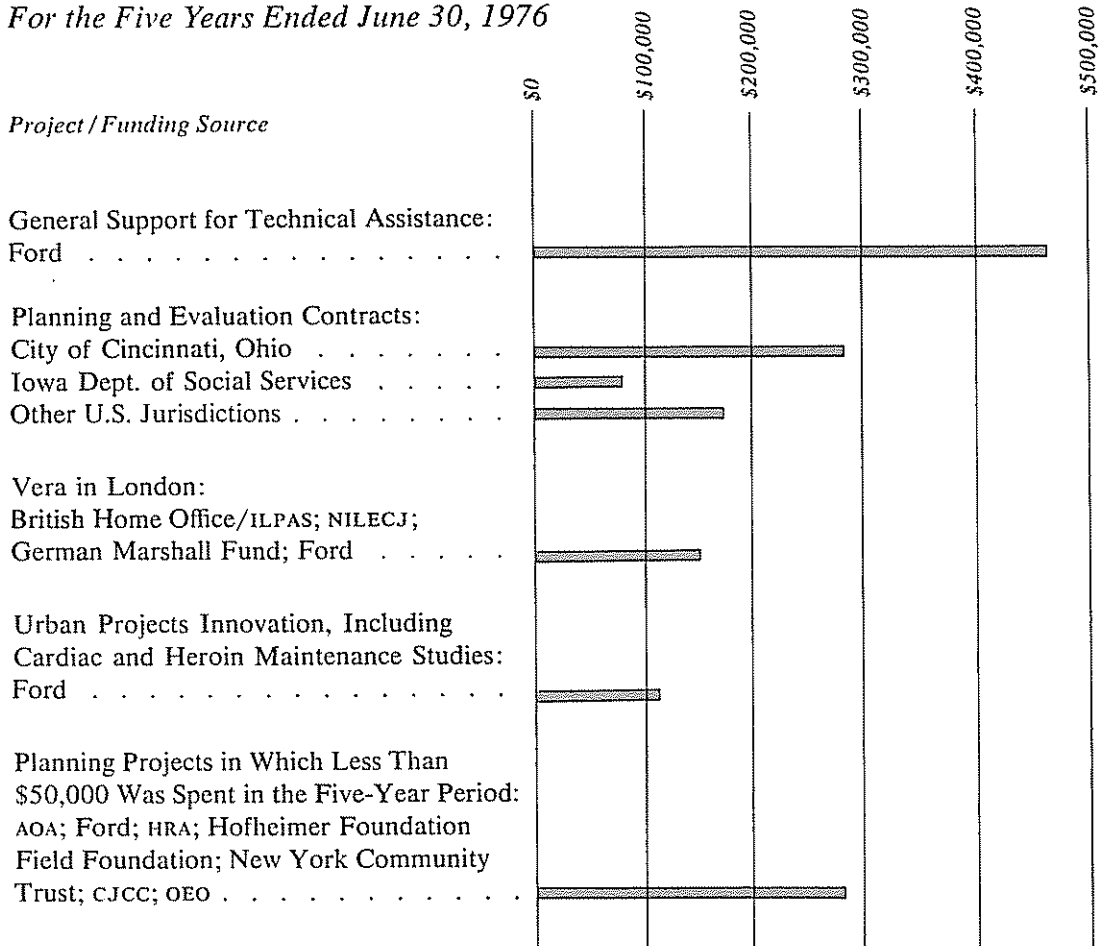 For the Five Years Ended June 30, 1976
$0
$100,000
$200,000
$300,000
$400,000
$500,000
Project / Funding Source
General Support for Technical Assistance:
Ford . . . . . . . . . . . . . . .
Planning and Evaluation Contracts:
City of Cincinnati, Ohio . . . . . . .
Iowa Dept. of Social Services . . . . .
Other U.S. Jurisdictions . . . . . . . .
Vera in London:
British Home Office/ILPAS; NILECJ;
German Marshall Fund; Ford . . . . .
Urban Projects Innovation, Including
Cardiac and Heroin Maintenance Studies:
Ford . . . . . . . . . . . . . . .
Planning Projects in Which Less Than
$50,000 Was Spent in the Five-Year Period:
AOA; Ford; HRA; Hofheimer Foundation
Field Foundation; New York Community
Trust; CJCC; OEO . . . . . . . . . . .